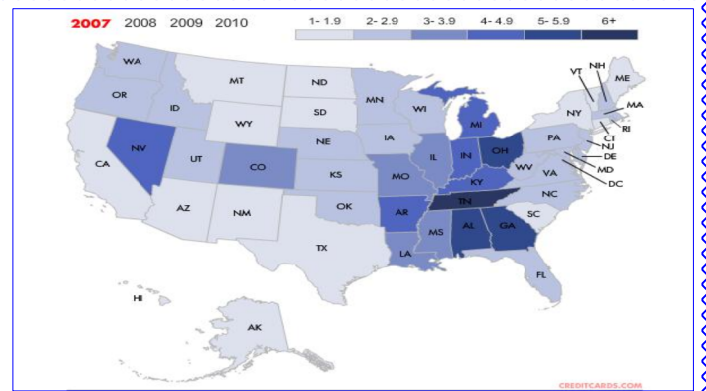 2007 2008 2009 2010
1- 1.9 2- 2.9 3- 3.9 4- 4.9 5- 5.9 6+
WA
MT
ND
MN
VT
NH
ME
OR
ID
SD
WI
MI
NY
MA
WY
RI
CT
NE
IA
PA
NJ
NV
UT
CO
IL
IN
OH
DE
WV
MD
CA
KS
MO
KY
VA
DC
OK
AR
TN
NC
AZ
NM
MS
AL
GA
SC
TX
LA
FL
HI
AK
CREDITCARDS.COM